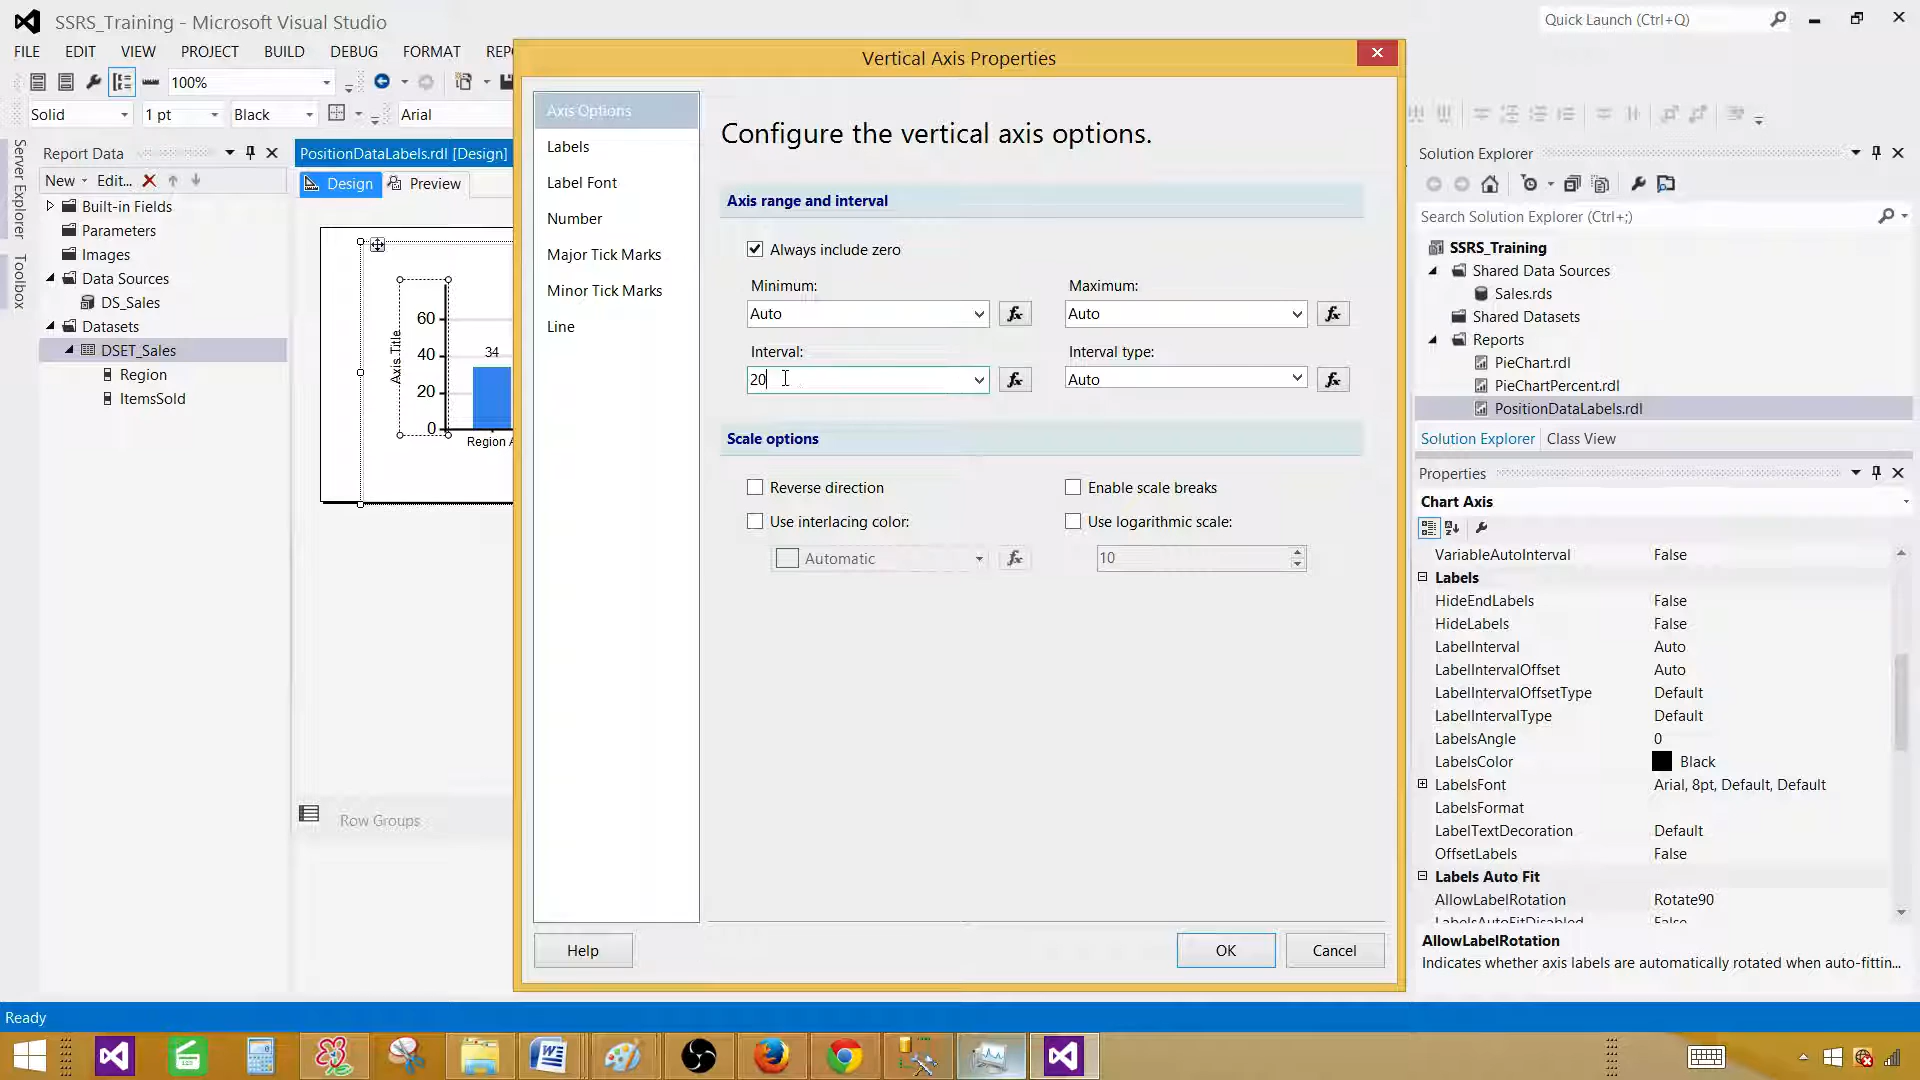 SSRS_Training - Microsoft Visual Studio
Quick Launch (Ctrl+Q)
FILE EDIT VIEW PROJECT BUILD DEBUG FORMAT REPO
100%
Solid 1 pt Black Arial
Server Explorer
Toolbox
Report Data
New Edit...
Built-in Fields
Parameters
Images
Data Sources
DS_Sales
Datasets
DSET_Sales
Region
ItemsSold
PositionDataLabels.rdl [Design]
Design Preview
Axis Title
60
40
20
0
34
Region A
Row Groups
Vertical Axis Properties
Axis Options
Labels
Label Font
Number
Major Tick Marks
Minor Tick Marks
Line
Configure the vertical axis options.
Axis range and interval
Always include zero
Minimum: Maximum:
Auto fx Auto fx
Interval: Interval type:
20 fx Auto fx
Scale options
Reverse direction Enable scale breaks
Use interlacing color: Use logarithmic scale:
Automatic fx 10
Help OK Cancel
Solution Explorer
Search Solution Explorer (Ctrl+;)
SSRS_Training
Shared Data Sources
Sales.rds
Shared Datasets
Reports
PieChart.rdl
PieChartPercent.rdl
PositionDataLabels.rdl
Solution Explorer Class View
Properties
Chart Axis
VariableAutoInterval False
Labels
HideEndLabels False
HideLabels False
LabelInterval Auto
LabelIntervalOffset Auto
LabelIntervalOffsetType Default
LabelIntervalType Default
LabelsAngle 0
LabelsColor Black
LabelsFont Arial, 8pt, Default, Default
LabelsFormat
LabelTextDecoration Default
OffsetLabels False
Labels Auto Fit
AllowLabelRotation Rotate90
LabelsAutoFitDisabled False
AllowLabelRotation
Indicates whether axis labels are automatically rotated when auto-fittin...
Ready